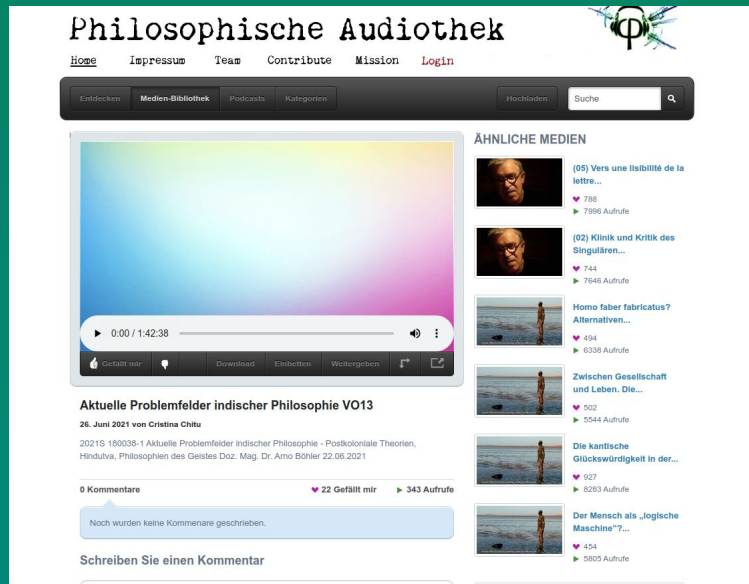 Philosophische Audiothek
Home Impressum Team Contribute Mission Login
Entdecken Medien-Bibliothek Podcasts Kategorien Hochladen Suche
0:00 / 1:42:38
Gefällt mir Download Einbetten Weitergeben
Aktuelle Problemfelder indischer Philosophie VO13
26. Juni 2021 von Cristina Chitu
2021S 180038-1 Aktuelle Problemfelder indischer Philosophie - Postkoloniale Theorien,
Hindutva, Philosophien des Geistes Doz. Mag. Dr. Arno Böhler 22.06.2021
0 Kommentare 22 Gefällt mir 343 Aufrufe
Noch wurden keine Kommenare geschrieben.
Schreiben Sie einen Kommentar
ÄHNLICHE MEDIEN
(05) Vers une lisibilité de la
lettre...
788
7996 Aufrufe
(02) Klinik und Kritik des
Singulären...
744
7646 Aufrufe
Homo faber fabricatus?
Alternativen...
494
6338 Aufrufe
Zwischen Gesellschaft
und Leben. Die...
502
5544 Aufrufe
Die kantische
Glückswürdigkeit in der...
927
8283 Aufrufe
Der Mensch als „logische
Maschine"?...
454
5805 Aufrufe